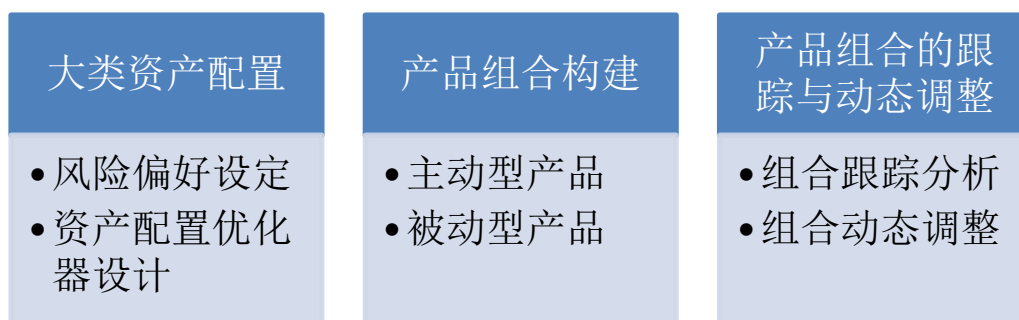 大类资产配置
•风险偏好设定
•资产配置优化
器设计
产品组合构建
•主动型产品
•被动型产品
产品组合的跟
踪与动态调整
•组合跟踪分析
•组合动态调整